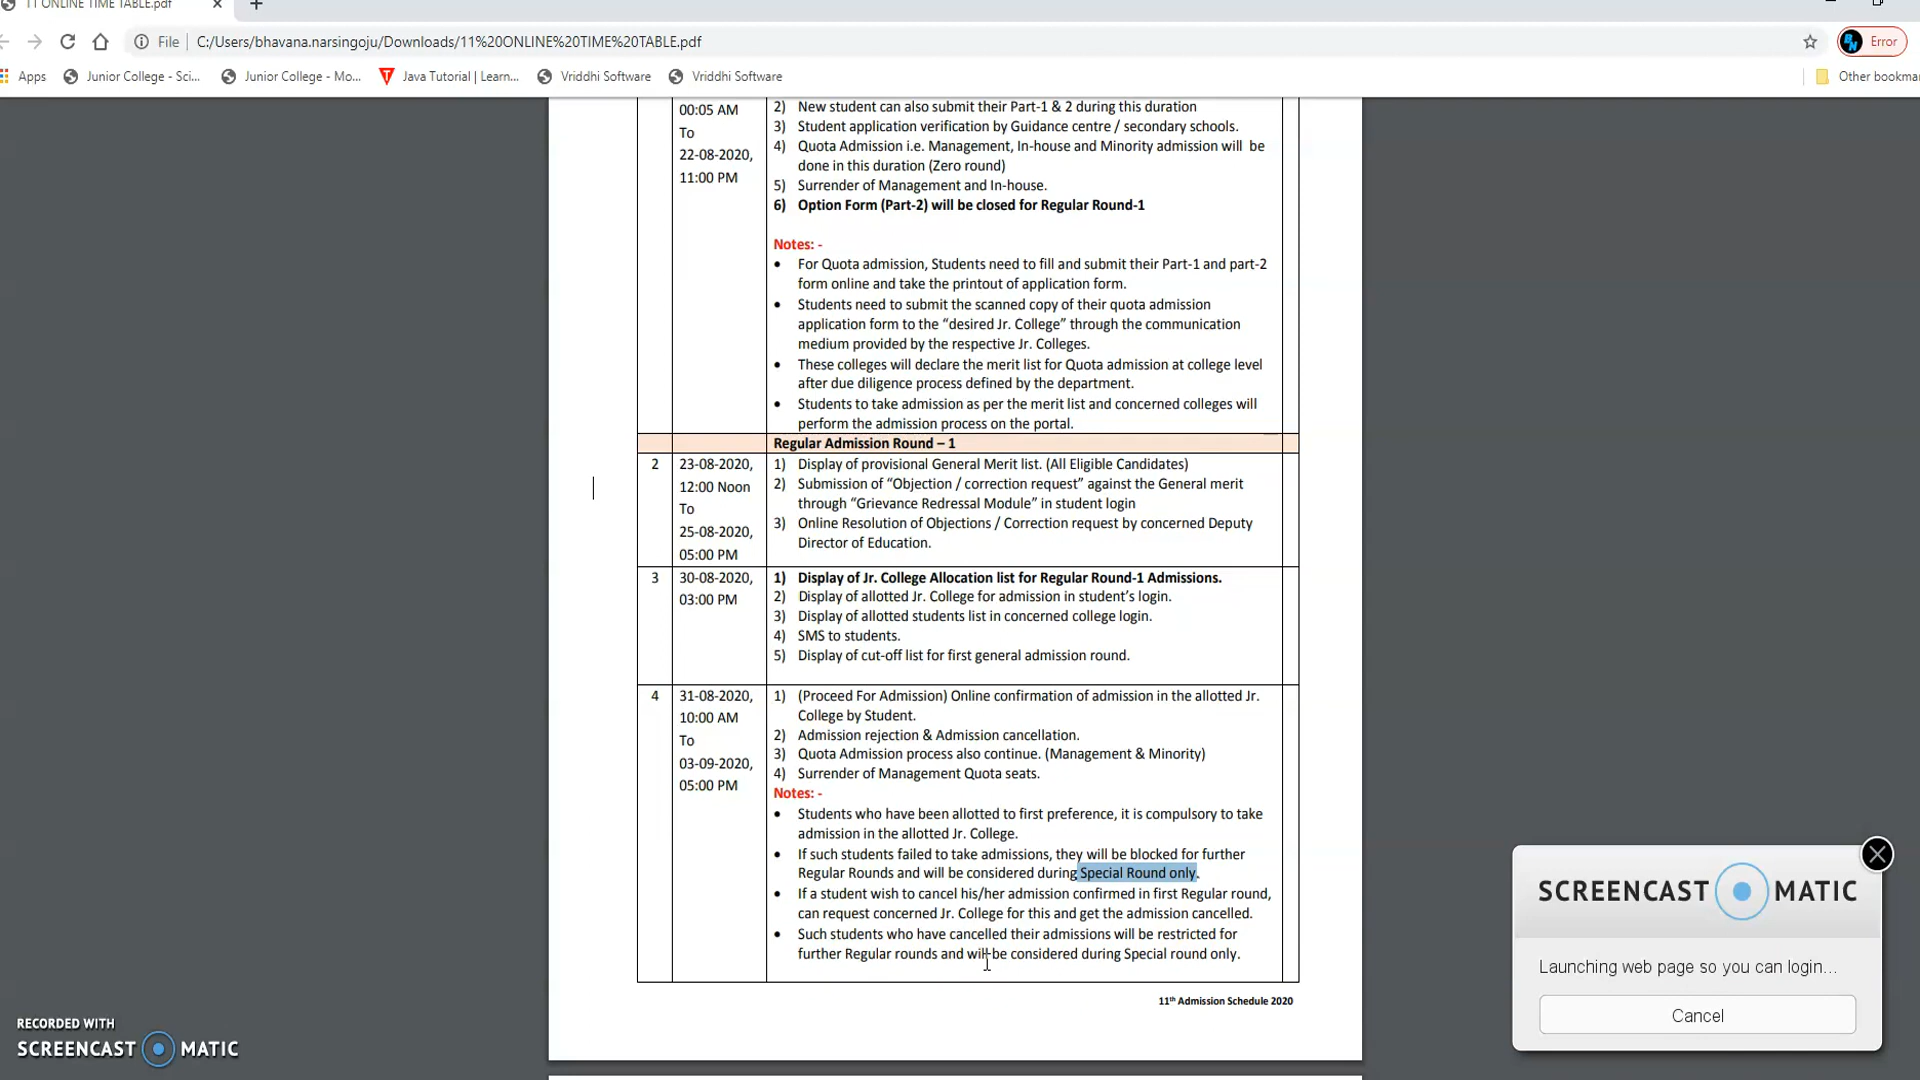 11 ONLINE TIME TABLE.pdf
File C:/Users/bhavana.narsingoju/Downloads/11%20ONLINE%20TIME%20TABLE.pdf
Error
Apps Junior College - Sci... Junior College - Mo... Java Tutorial | Learn... Vriddhi Software Vriddhi Software Other bookmar
00:05 AM
To
22-08-2020,
11:00 PM
2) New student can also submit their Part-1 & 2 during this duration
3) Student application verification by Guidance centre / secondary schools.
4) Quota Admission i.e. Management, In-house and Minority admission will be
done in this duration (Zero round)
5) Surrender of Management and In-house.
6) Option Form (Part-2) will be closed for Regular Round-1
Notes: -
• For Quota admission, Students need to fill and submit their Part-1 and part-2
form online and take the printout of application form.
• Students need to submit the scanned copy of their quota admission
application form to the “desired Jr. College” through the communication
medium provided by the respective Jr. Colleges.
• These colleges will declare the merit list for Quota admission at college level
after due diligence process defined by the department.
• Students to take admission as per the merit list and concerned colleges will
perform the admission process on the portal.
Regular Admission Round – 1
2
23-08-2020,
12:00 Noon
To
25-08-2020,
05:00 PM
1) Display of provisional General Merit list. (All Eligible Candidates)
2) Submission of “Objection / correction request” against the General merit
through “Grievance Redressal Module” in student login
3) Online Resolution of Objections / Correction request by concerned Deputy
Director of Education.
3
30-08-2020,
03:00 PM
1) Display of Jr. College Allocation list for Regular Round-1 Admissions.
2) Display of allotted Jr. College for admission in student’s login.
3) Display of allotted students list in concerned college login.
4) SMS to students.
5) Display of cut-off list for first general admission round.
4
31-08-2020,
10:00 AM
To
03-09-2020,
05:00 PM
1) (Proceed For Admission) Online confirmation of admission in the allotted Jr.
College by Student.
2) Admission rejection & Admission cancellation.
3) Quota Admission process also continue. (Management & Minority)
4) Surrender of Management Quota seats.
Notes: -
• Students who have been allotted to first preference, it is compulsory to take
admission in the allotted Jr. College.
• If such students failed to take admissions, they will be blocked for further
Regular Rounds and will be considered during Special Round only.
• If a student wish to cancel his/her admission confirmed in first Regular round,
can request concerned Jr. College for this and get the admission cancelled.
• Such students who have cancelled their admissions will be restricted for
further Regular rounds and will be considered during Special round only.
11th Admission Schedule 2020
SCREENCAST MATIC
Launching web page so you can login...
Cancel
RECORDED WITH
SCREENCAST MATIC